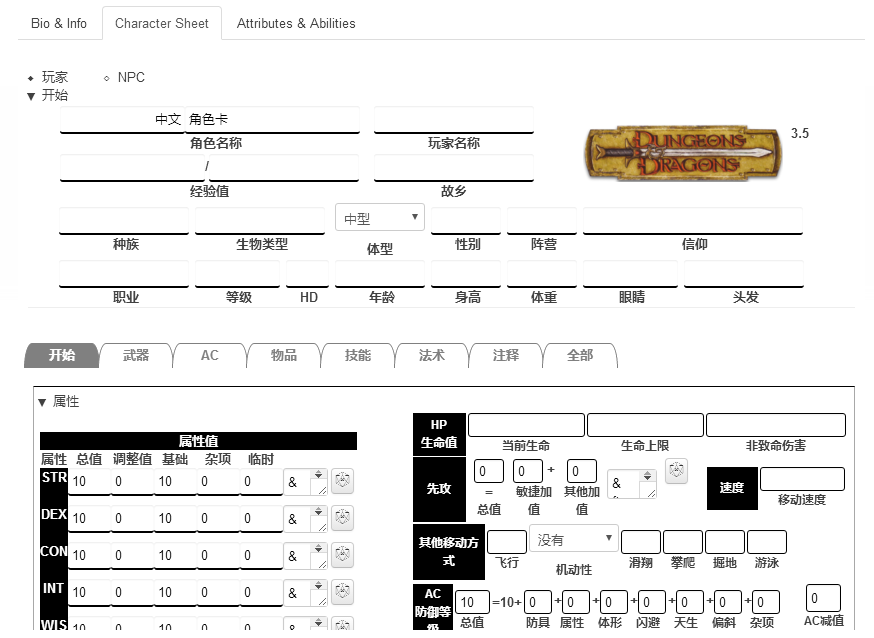 Bio & Info Character Sheet Attributes & Abilities
玩家 NPC
▼ 开始
中文 角色卡
角色名称 玩家名称
DUNGEONS DRAGONS 3.5
/
经验值 故乡
中型
种族 生物类型 体型 性别 阵营 信仰
职业 等级 HD 年龄 身高 体重 眼睛 头发
开始 武器 AC 物品 技能 法术 注释 全部
▼ 属性
属性值
属性 总值 调整值 基础 杂项 临时
STR 10 0 10 0 0 &
DEX 10 0 10 0 0 &
CON 10 0 10 0 0 &
INT 10 0 10 0 0 &
WIS 10 0 10 0 0 &
HP
生命值 当前生命 生命上限 非致命伤害
先攻 0 = 总值 0 敏捷加值 + 0 其他加值 &
速度 移动速度
其他移动方式 飞行 没有 机动性 滑翔 攀爬 掘地 游泳
AC
防御等级 10 =10+ 0 + 0 + 0 + 0 + 0 + 0 + 0 0
总值 防具 属性 体形 闪避 天生 偏斜 杂项 AC减值